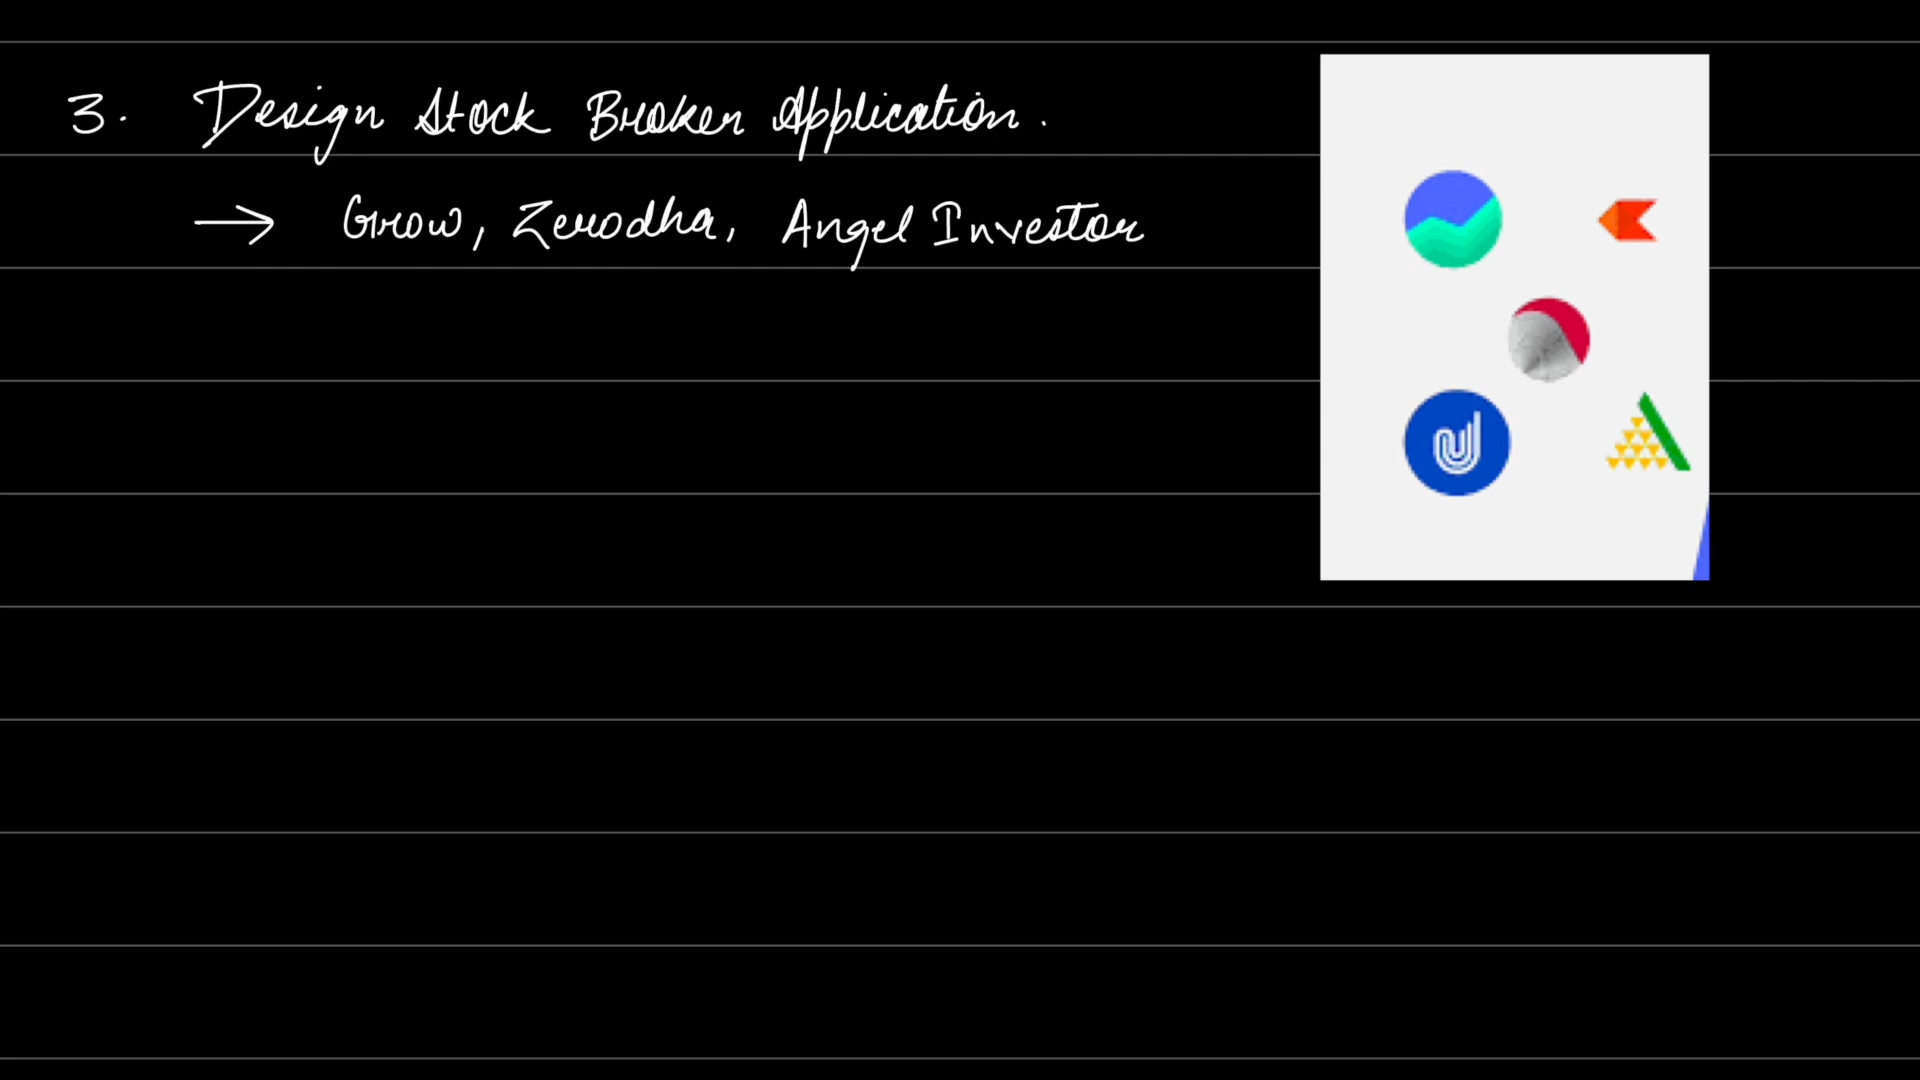 3. Design Stock Broker Application.
→ Grow, Zerodha, Angel Investor